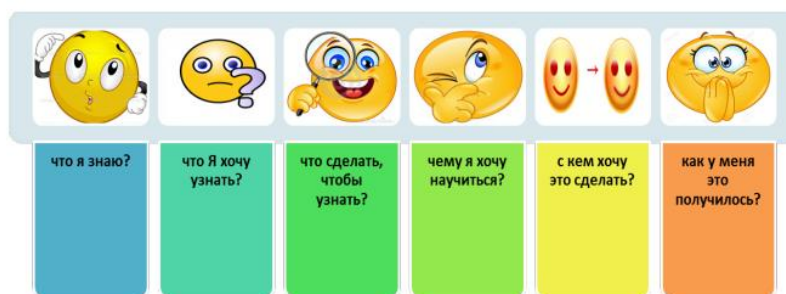 что я знаю?
что Я хочу
узнать?
что сделать,
чтобы
узнать?
чему я хочу
научиться?
с кем хочу
это сделать?
как у меня
это
получилось?